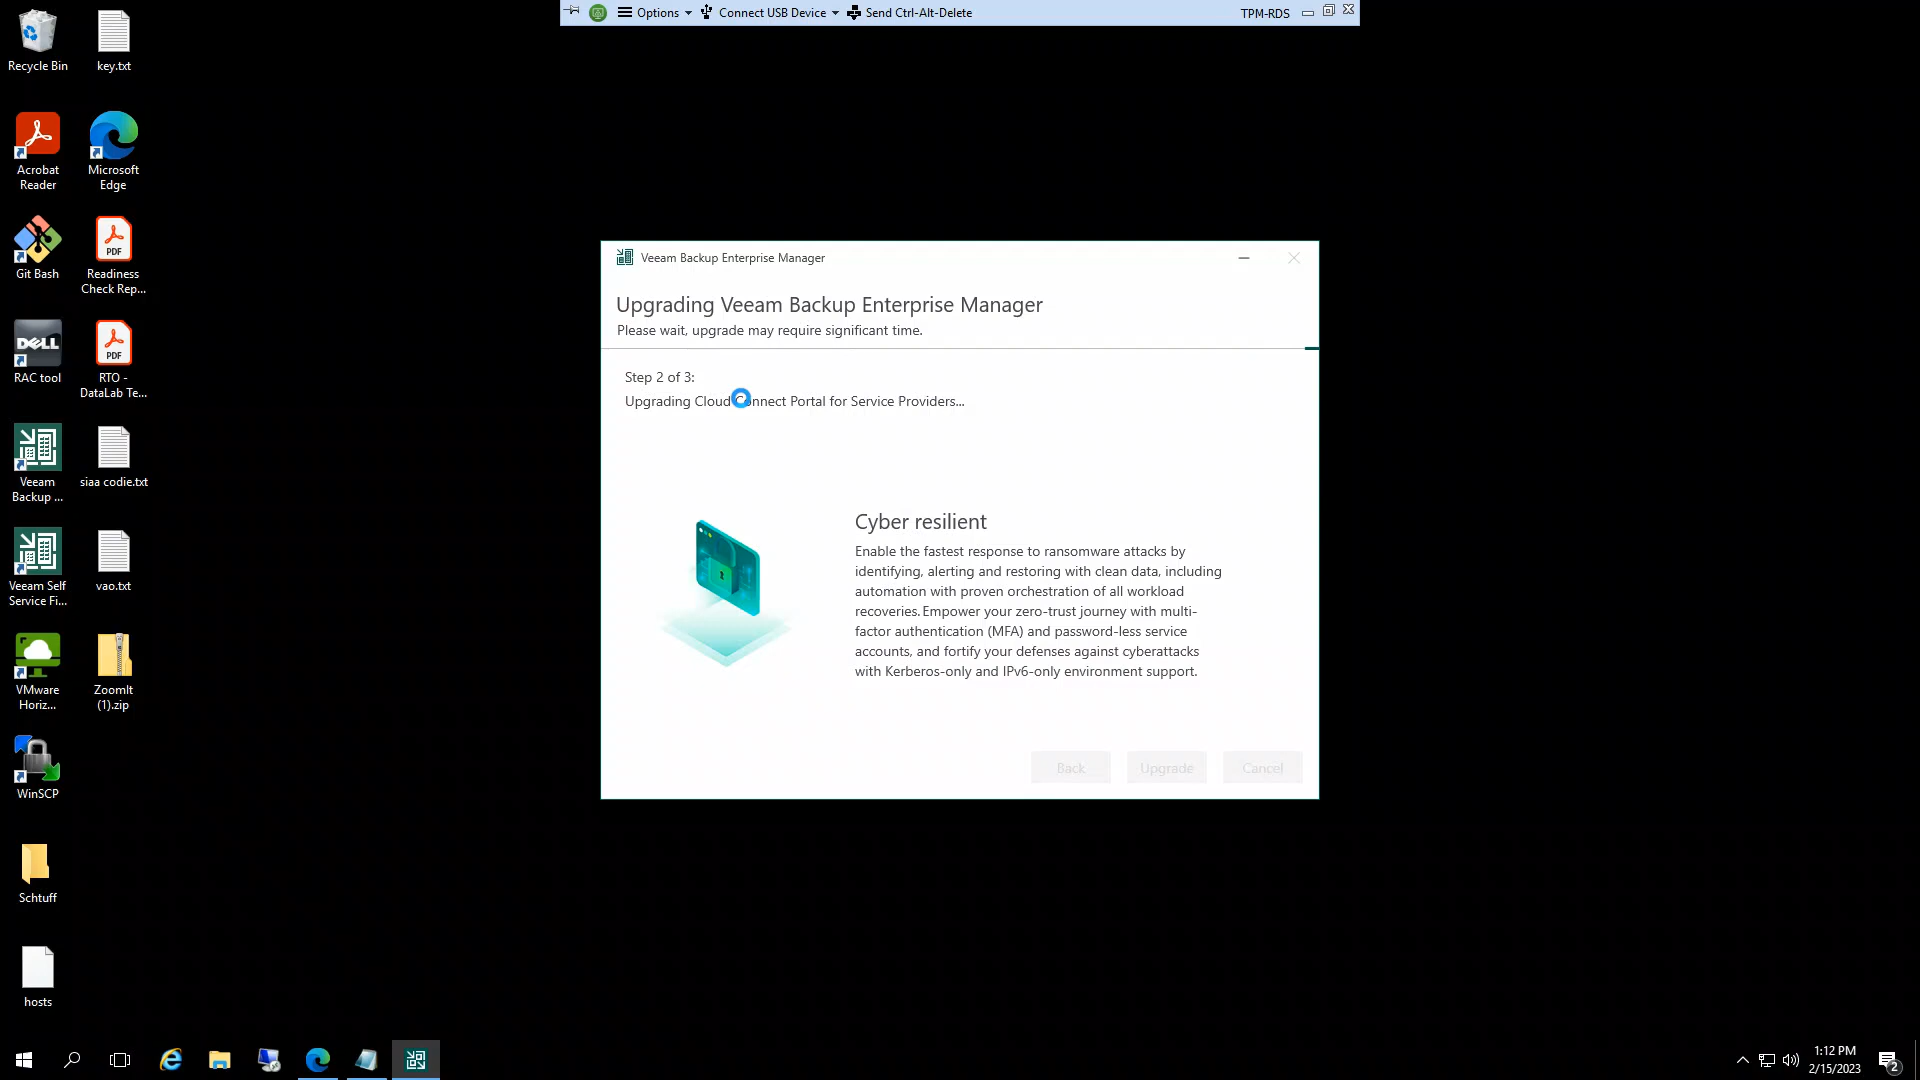 Options
Connect USB Device
Send Ctrl-Alt-Delete
TPM-RDS
Recycle Bin
key.txt
Acrobat
Reader
Microsoft
Edge
Git Bash
PDF
Readiness
Check Rep...
DELL
RAC tool
PDF
RTO -
DataLab Te...
Veeam
Backup ...
siaa codie.txt
Veeam Self
Service Fi...
vao.txt
VMware
Horiz...
ZoomIt
(1).zip
WinSCP
Schtuff
hosts
Veeam Backup Enterprise Manager
Upgrading Veeam Backup Enterprise Manager
Please wait, upgrade may require significant time.
Step 2 of 3:
Upgrading Cloud Connect Portal for Service Providers...
Cyber resilient
Enable the fastest response to ransomware attacks by
identifying, alerting and restoring with clean data, including
automation with proven orchestration of all workload
recoveries. Empower your zero-trust journey with multi-
factor authentication (MFA) and password-less service
accounts, and fortify your defenses against cyberattacks
with Kerberos-only and IPv6-only environment support.
Back
Upgrade
Cancel
1:12 PM
2/15/2023
2